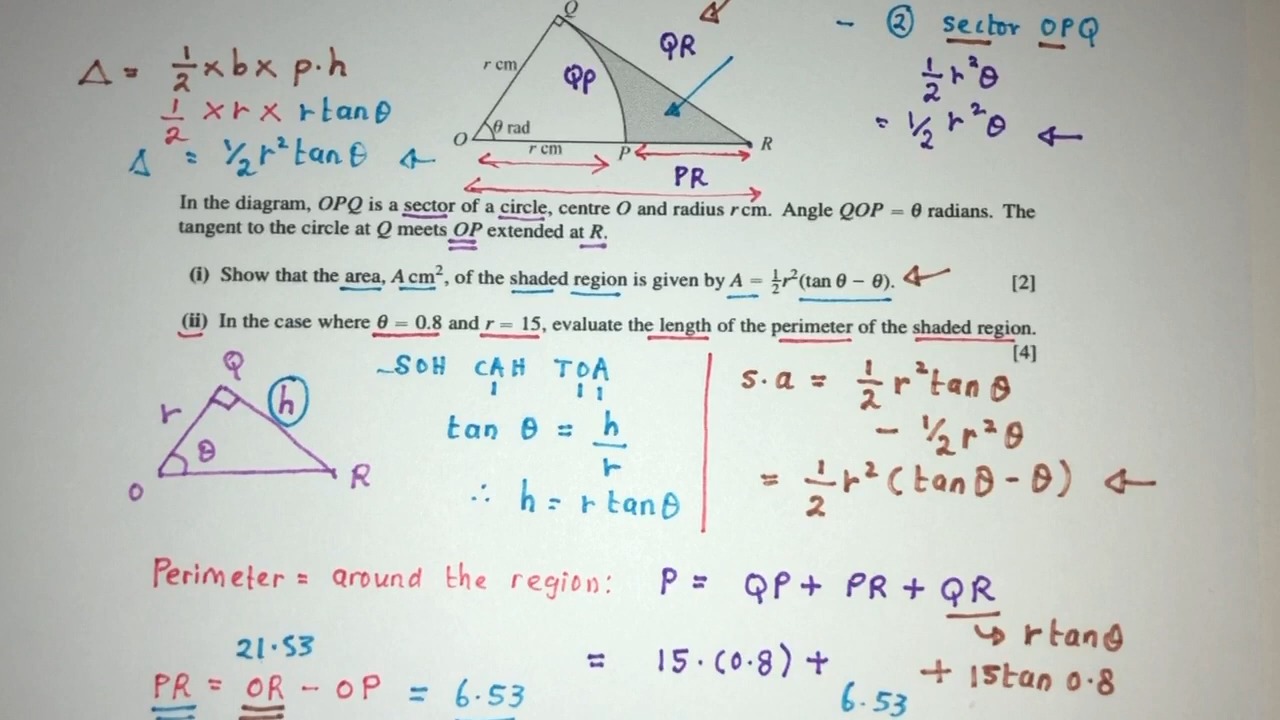 Δ = 1/2 × b × p.h
1/2 × r × r tan θ
Δ = 1/2 r² tan θ ←
Q
r cm
QP
QR
O
θ rad
r cm
P
R
PR
- ② sector OPQ
1/2 r²θ
= 1/2 r²θ ←
In the diagram, OPQ is a sector of a circle, centre O and radius r cm. Angle QOP = θ radians. The
tangent to the circle at Q meets OP extended at R.
(i) Show that the area, A cm², of the shaded region is given by A = ½r²(tan θ − θ). [2]
(ii) In the case where θ = 0.8 and r = 15, evaluate the length of the perimeter of the shaded region.
[4]
Q
r
h
θ
O
R
~SOH CAH TOA
tan θ = h/r
∴ h = r tan θ
s.a = 1/2 r² tan θ
- 1/2 r²θ
= 1/2 r² (tan θ - θ) ←
Perimeter = around the region: P = QP + PR + QR
→ r tan θ
21.53
= 15.(0.8) + 6.53 + 15 tan 0.8
PR = OR - OP = 6.53